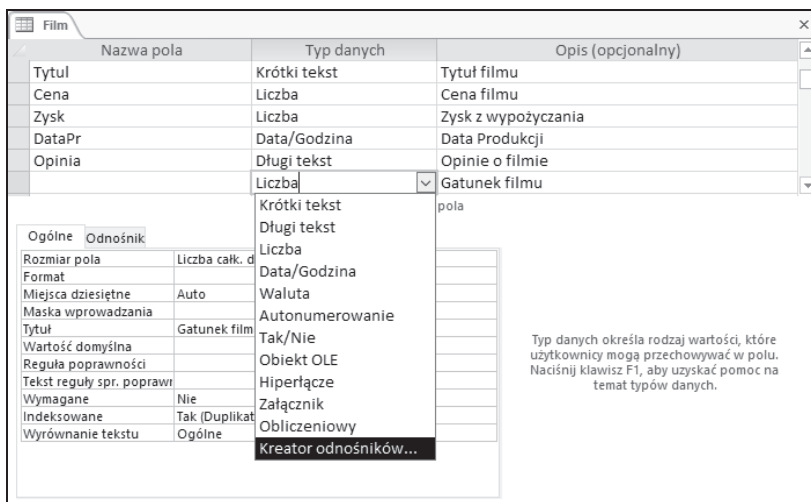 Film ×
Nazwa pola Typ danych Opis (opcjonalny)
Tytul Krótki tekst Tytuł filmu
Cena Liczba Cena filmu
Zysk Liczba Zysk z wypożyczania
DataPr Data/Godzina Data Produkcji
Opinia Długi tekst Opinie o filmie
Liczba Gatunek filmu
pola
Krótki tekst
Długi tekst
Liczba
Data/Godzina
Waluta
Autonumerowanie
Tak/Nie
Obiekt OLE
Hiperłącze
Załącznik
Obliczeniowy
Kreator odnośników...
Ogólne Odnośnik
Rozmiar pola Liczba całk. d
Format
Miejsca dziesiętne Auto
Maska wprowadzania
Tytuł Gatunek film
Wartość domyślna
Reguła poprawności
Tekst reguły spr. poprawn
Wymagane Nie
Indeksowane Tak (Duplikat
Wyrównanie tekstu Ogólne
Typ danych określa rodzaj wartości, które
użytkownicy mogą przechowywać w polu.
Naciśnij klawisz F1, aby uzyskać pomoc na
temat typów danych.